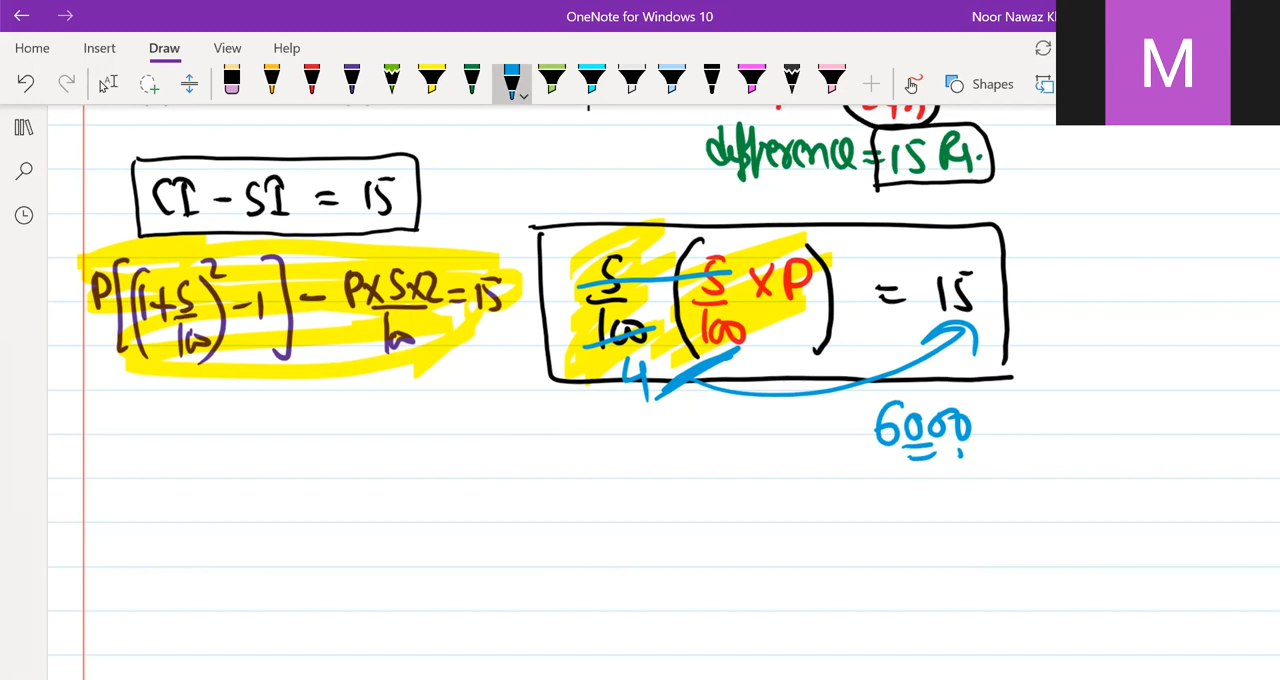 OneNote for Windows 10
Noor Nawaz K
Home Insert Draw View Help
Shapes
M
difference = 15 Rs.
CI - SI = 15
P[(1+5/100)² - 1] - P×5×2/100 = 15
5/100 (5/100 × P) = 15
4
6000